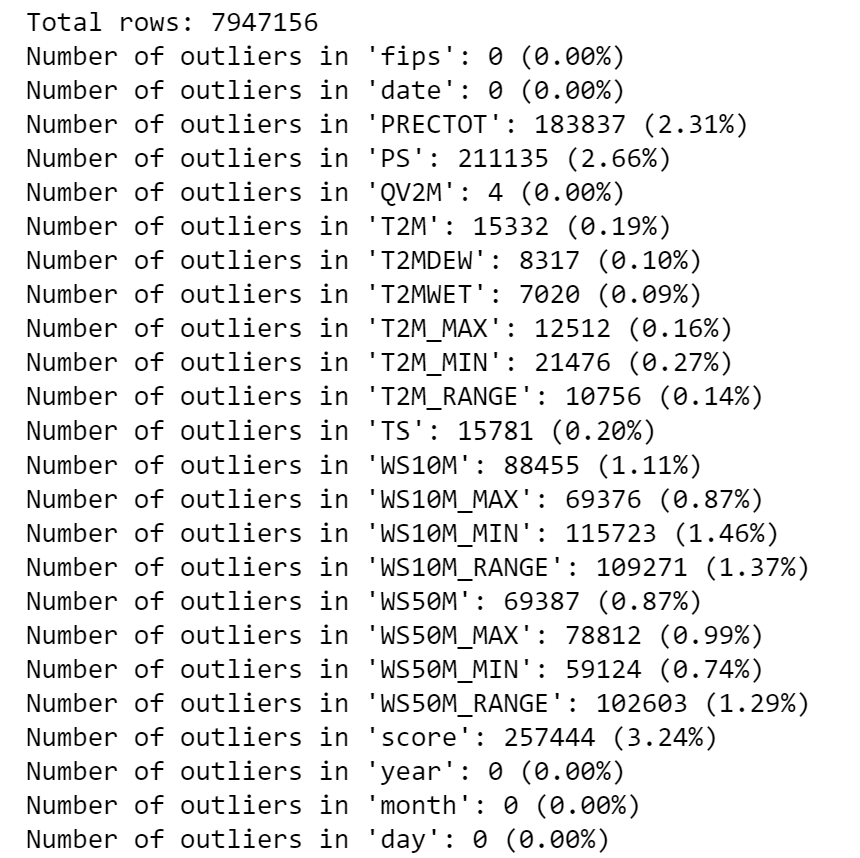 Total rows: 7947156
Number of outliers in 'fips': 0 (0.00%)
Number of outliers in 'date': 0 (0.00%)
Number of outliers in 'PRECTOT': 183837 (2.31%)
Number of outliers in 'PS': 211135 (2.66%)
Number of outliers in 'QV2M': 4 (0.00%)
Number of outliers in 'T2M': 15332 (0.19%)
Number of outliers in 'T2MDEW': 8317 (0.10%)
Number of outliers in 'T2MWET': 7020 (0.09%)
Number of outliers in 'T2M_MAX': 12512 (0.16%)
Number of outliers in 'T2M_MIN': 21476 (0.27%)
Number of outliers in 'T2M_RANGE': 10756 (0.14%)
Number of outliers in 'TS': 15781 (0.20%)
Number of outliers in 'WS10M': 88455 (1.11%)
Number of outliers in 'WS10M_MAX': 69376 (0.87%)
Number of outliers in 'WS10M_MIN': 115723 (1.46%)
Number of outliers in 'WS10M_RANGE': 109271 (1.37%)
Number of outliers in 'WS50M': 69387 (0.87%)
Number of outliers in 'WS50M_MAX': 78812 (0.99%)
Number of outliers in 'WS50M_MIN': 59124 (0.74%)
Number of outliers in 'WS50M_RANGE': 102603 (1.29%)
Number of outliers in 'score': 257444 (3.24%)
Number of outliers in 'year': 0 (0.00%)
Number of outliers in 'month': 0 (0.00%)
Number of outliers in 'day': 0 (0.00%)